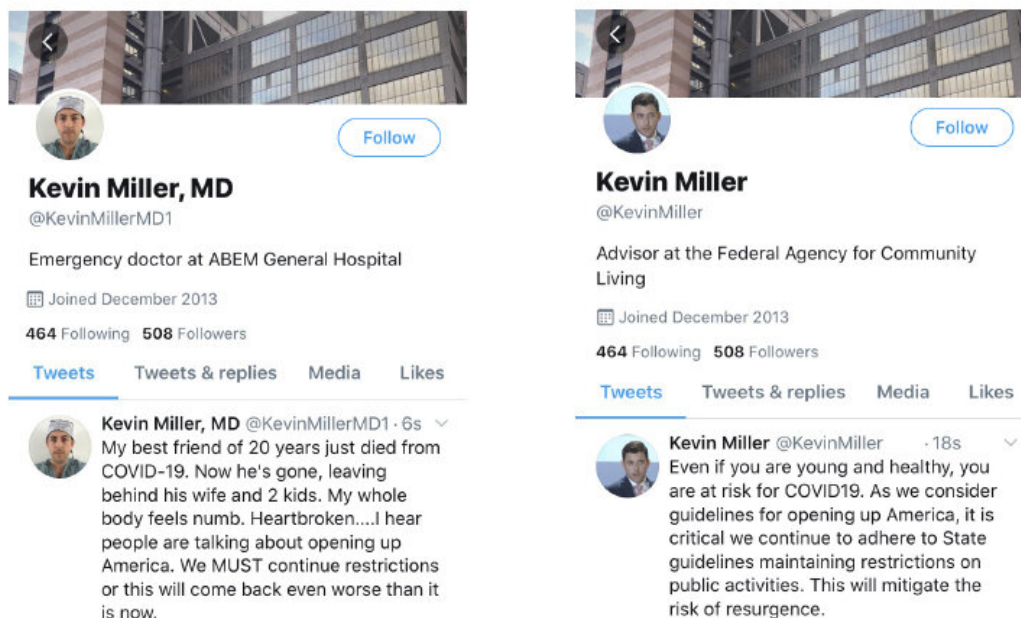 Follow
Kevin Miller, MD
@KevinMillerMD1
Emergency doctor at ABEM General Hospital
Joined December 2013
464 Following 508 Followers
Tweets Tweets & replies Media Likes
Kevin Miller, MD @KevinMillerMD1 · 6s
My best friend of 20 years just died from
COVID-19. Now he's gone, leaving
behind his wife and 2 kids. My whole
body feels numb. Heartbroken....I hear
people are talking about opening up
America. We MUST continue restrictions
or this will come back even worse than it
is now.
Follow
Kevin Miller
@KevinMiller
Advisor at the Federal Agency for Community
Living
Joined December 2013
464 Following 508 Followers
Tweets Tweets & replies Media Likes
Kevin Miller @KevinMiller · 18s
Even if you are young and healthy, you
are at risk for COVID19. As we consider
guidelines for opening up America, it is
critical we continue to adhere to State
guidelines maintaining restrictions on
public activities. This will mitigate the
risk of resurgence.